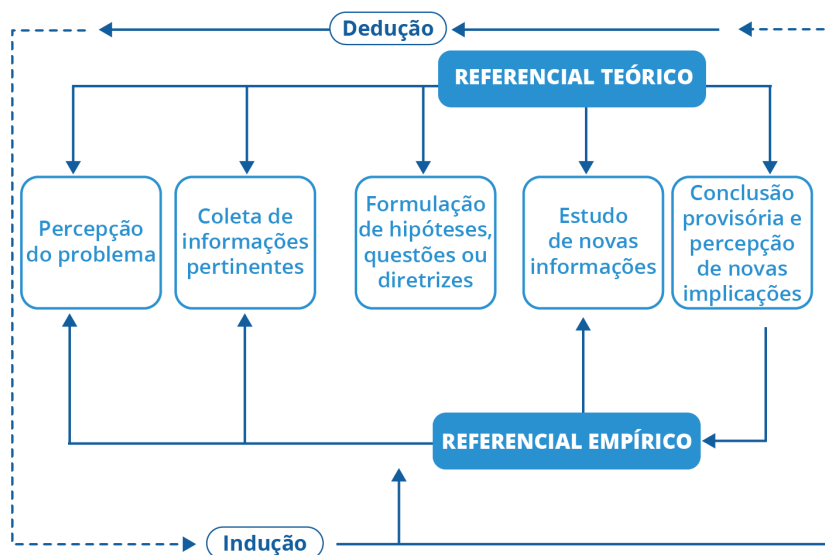 Dedução
REFERENCIAL TEÓRICO
Percepção
do problema
Coleta de
informações
pertinentes
Formulação
de hipóteses,
questões ou
diretrizes
Estudo
de novas
informações
Conclusão
provisória e
percepção
de novas
implicações
REFERENCIAL EMPÍRICO
Indução